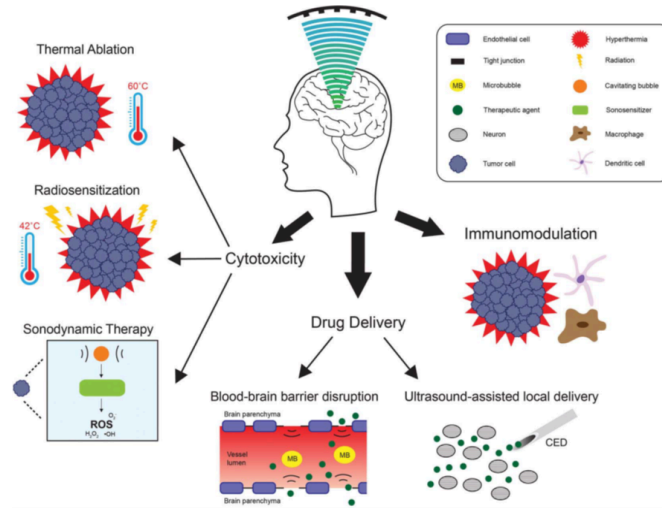 Thermal Ablation
60°C
Radiosensitization
42°C
Cytotoxicity
Sonodynamic Therapy
O₂⁻
ROS
H₂O₂ •OH
Drug Delivery
Blood-brain barrier disruption
Brain parenchyma
Vessel
lumen
MB
MB
Brain parenchyma
Ultrasound-assisted local delivery
CED
Immunomodulation
Endothelial cell
Tight junction
MB
Microbubble
Therapeutic agent
Neuron
Tumor cell
Hyperthermia
Radiation
Cavitating bubble
Sonosensitizer
Macrophage
Dendritic cell